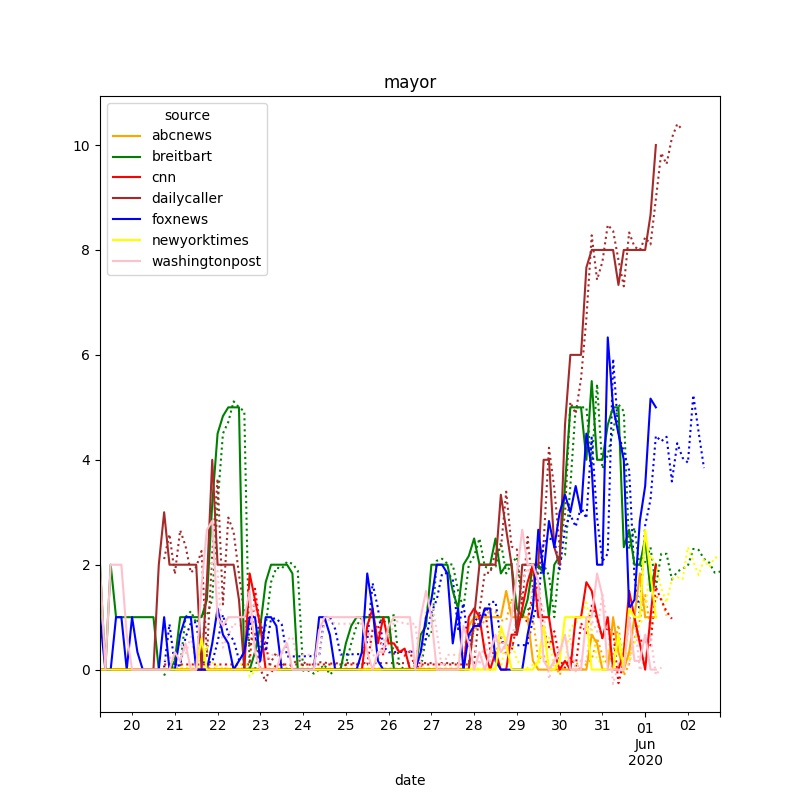 mayor
source
abcnews
breitbart
cnn
dailycaller
foxnews
newyorktimes
washingtonpost
10
8
6
4
2
0
20 21 22 23 24 25 26 27 28 29 30 31 01 02
Jun
2020
date